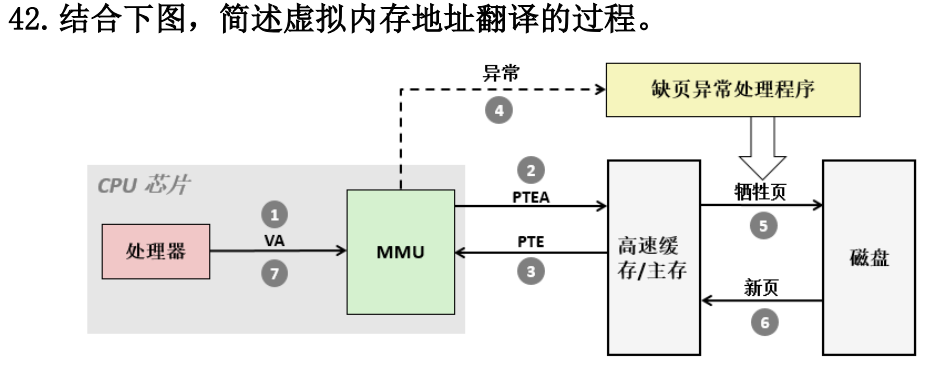 42. 结合下图，简述虚拟内存地址翻译的过程。
异常
4
缺页异常处理程序
CPU 芯片
处理器
1
VA
7
MMU
2
PTEA
PTE
3
高速缓
存/主存
牺牲页
5
新页
6
磁盘